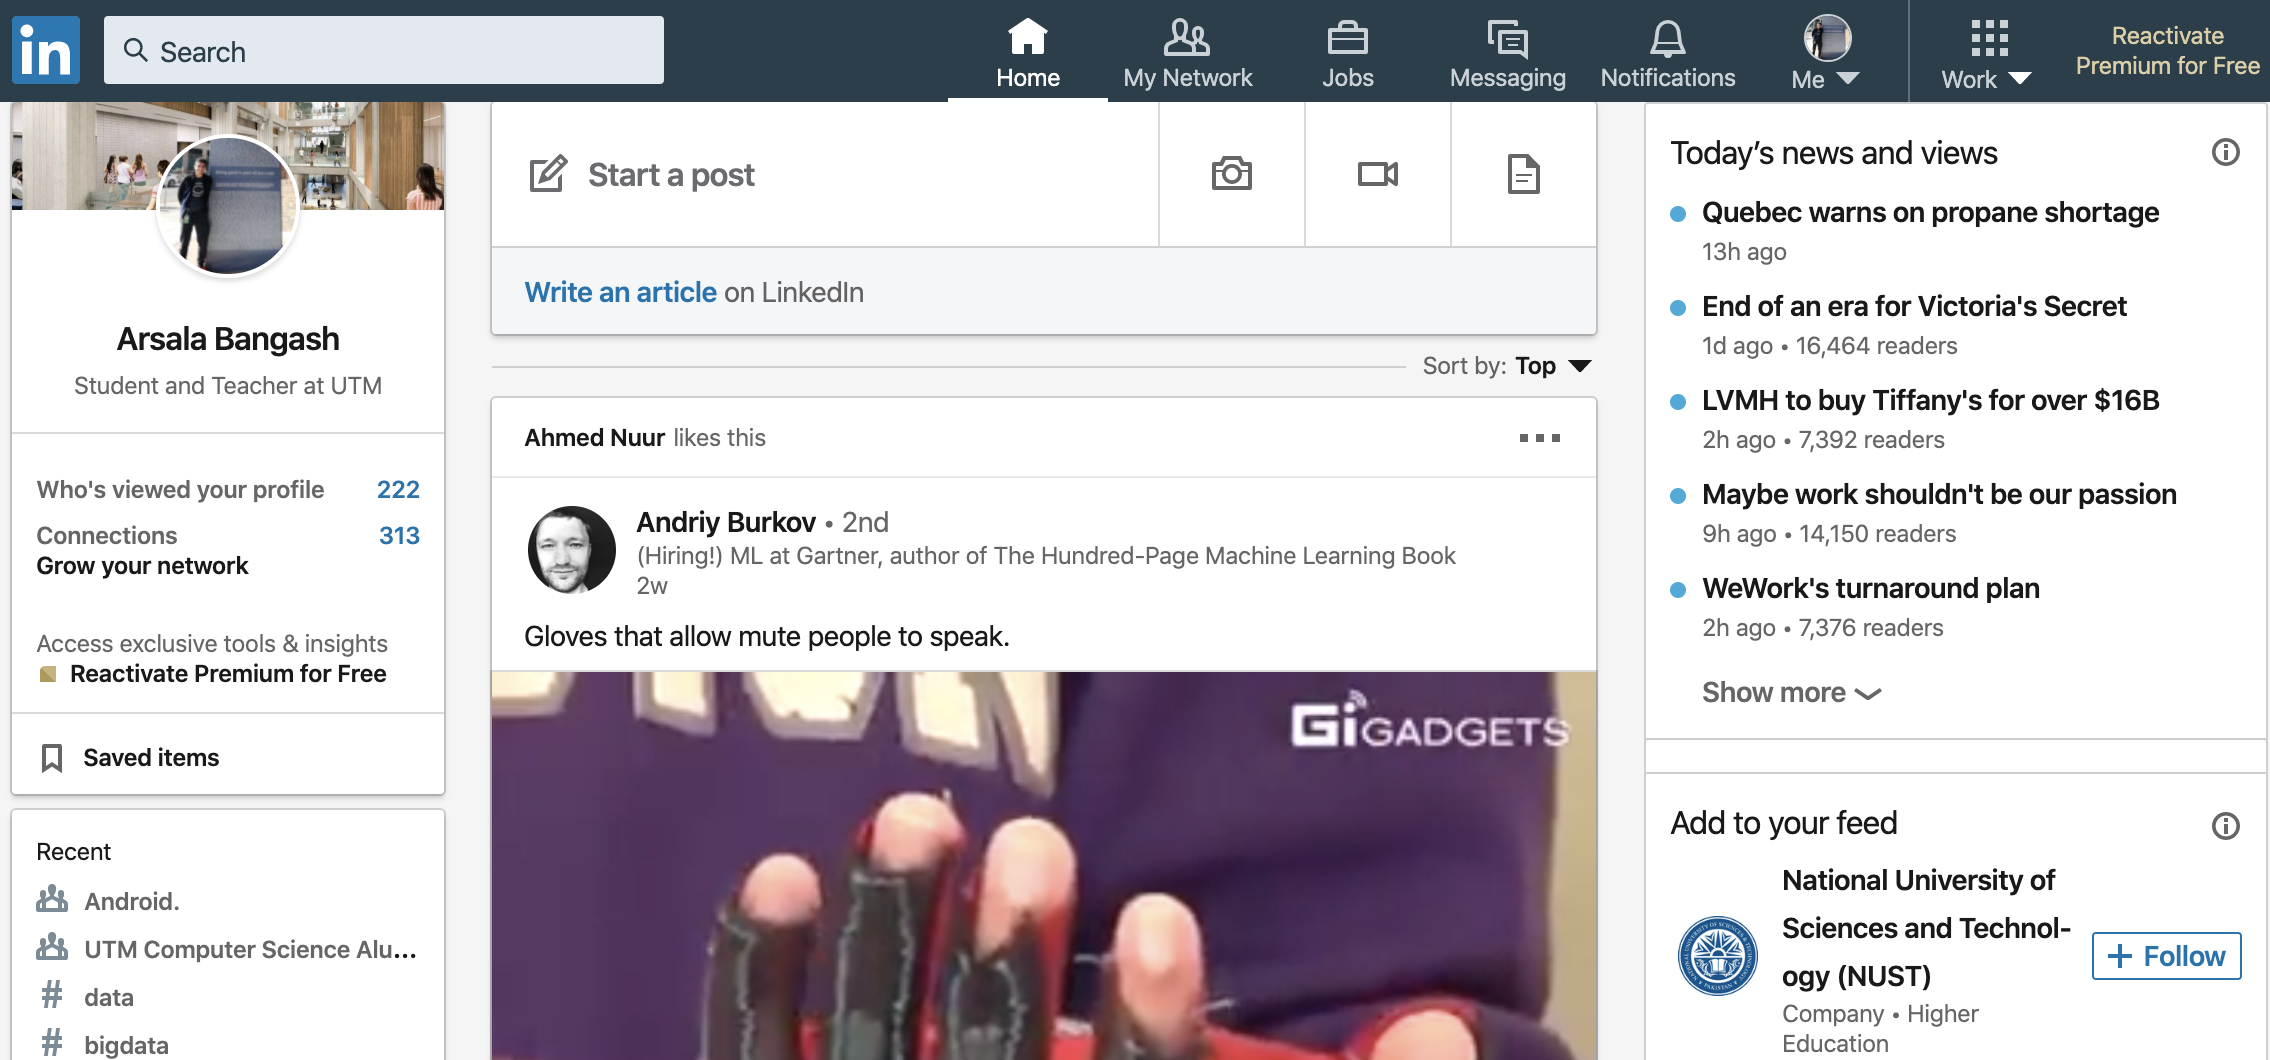 in
Search
Home
My Network
Jobs
Messaging
Notifications
Me
Work
Reactivate
Premium for Free
Arsala Bangash
Student and Teacher at UTM
Who's viewed your profile 222
Connections 313
Grow your network
Access exclusive tools & insights
Reactivate Premium for Free
Saved items
Recent
Android.
UTM Computer Science Alu...
# data
# bigdata
Start a post
Write an article on LinkedIn
Sort by: Top
Ahmed Nuur likes this
Andriy Burkov • 2nd
(Hiring!) ML at Gartner, author of The Hundred-Page Machine Learning Book
2w
Gloves that allow mute people to speak.
Gi GADGETS
Today's news and views
Quebec warns on propane shortage
13h ago
End of an era for Victoria's Secret
1d ago • 16,464 readers
LVMH to buy Tiffany's for over $16B
2h ago • 7,392 readers
Maybe work shouldn't be our passion
9h ago • 14,150 readers
WeWork's turnaround plan
2h ago • 7,376 readers
Show more
Add to your feed
National University of
Sciences and Technol-
ogy (NUST)
Company • Higher
Education
+ Follow